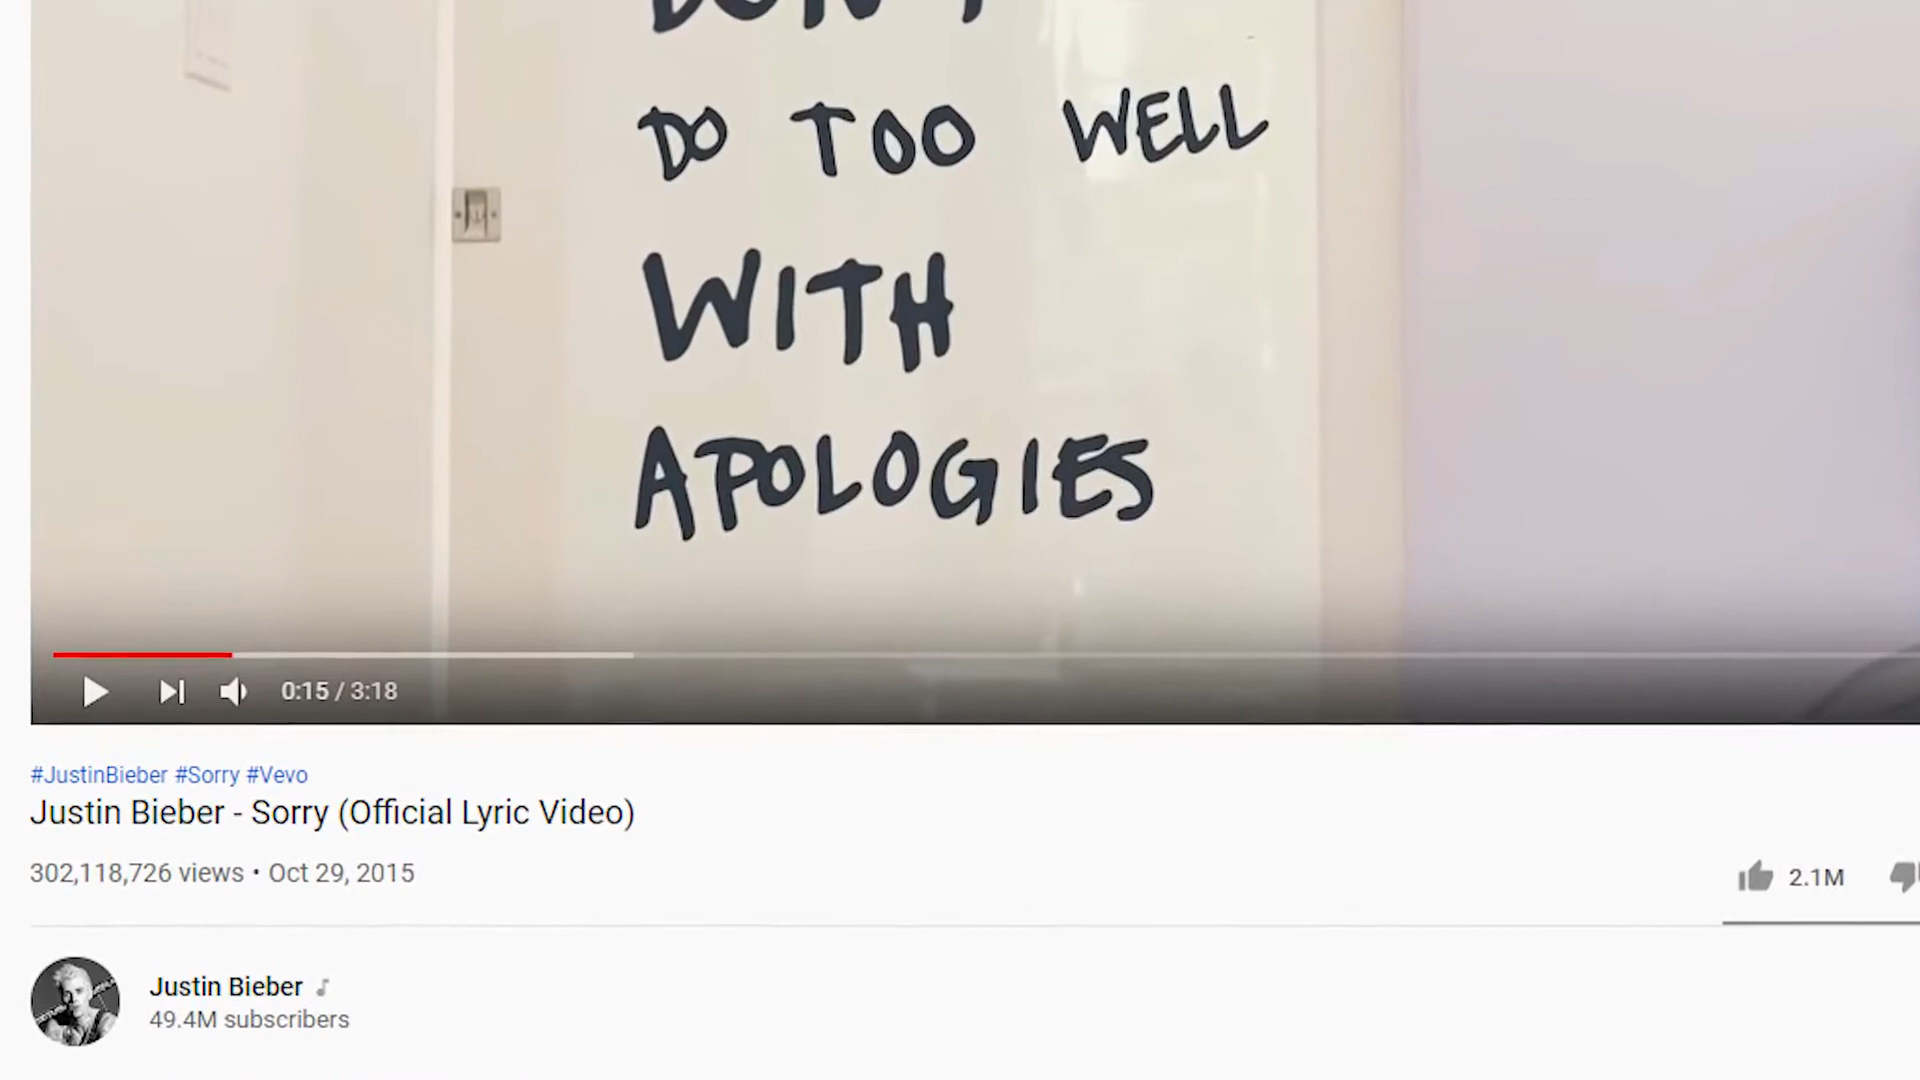 DON'T
DO TOO WELL
WITH
APOLOGIES
0:15 / 3:18
#JustinBieber #Sorry #Vevo
Justin Bieber - Sorry (Official Lyric Video)
302,118,726 views • Oct 29, 2015
2.1M
Justin Bieber
49.4M subscribers